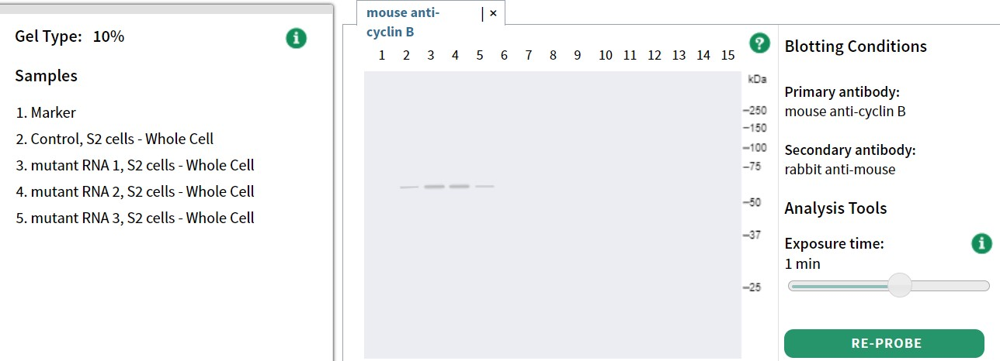 Gel Type: 10%
Samples
1. Marker
2. Control, S2 cells - Whole Cell
3. mutant RNA 1, S2 cells - Whole Cell
4. mutant RNA 2, S2 cells - Whole Cell
5. mutant RNA 3, S2 cells - Whole Cell
mouse anti-
cyclin B
| ×
1 2 3 4 5 6 7 8 9 10 11 12 13 14 15
?
kDa
–250
–150
–100
–75
–50
–37
–25
Blotting Conditions
Primary antibody:
mouse anti-cyclin B
Secondary antibody:
rabbit anti-mouse
Analysis Tools
Exposure time:
1 min
RE-PROBE